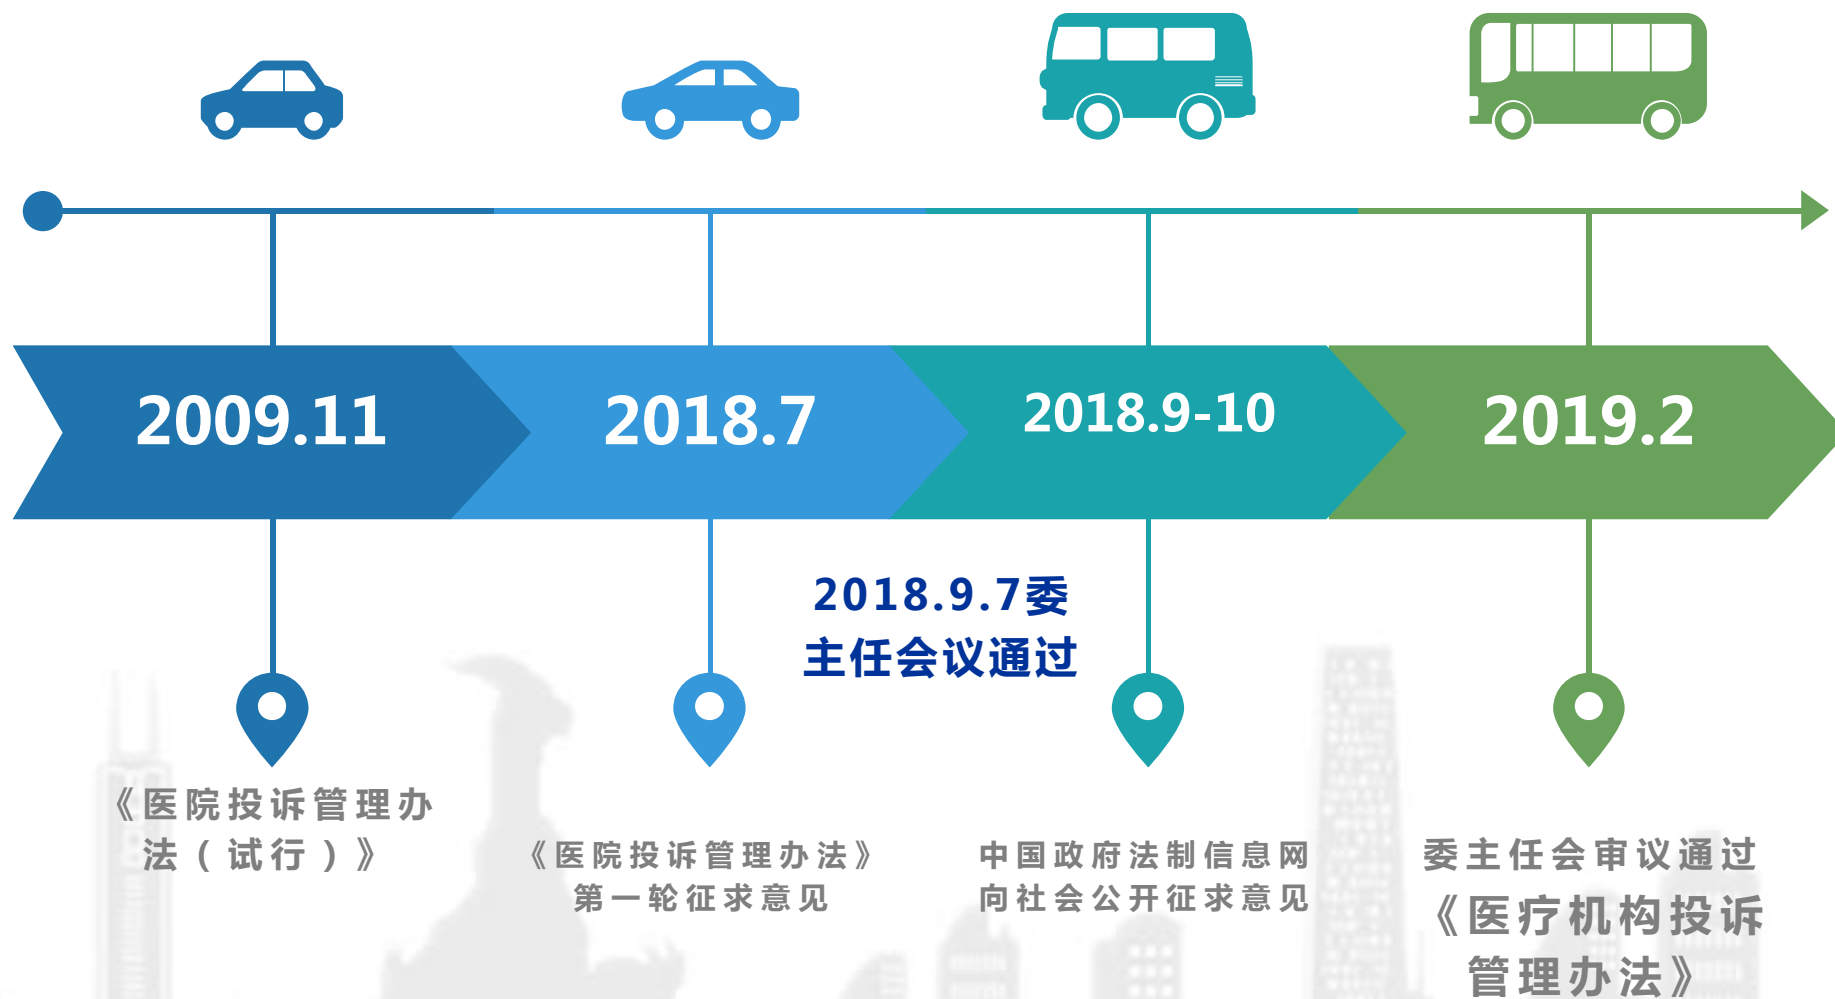 2009.11
2018.7
2018.9-10
2019.2
2018.9.7委
主任会议通过
《医院投诉管理办
法（试行）》
《医院投诉管理办法》
第一轮征求意见
中国政府法制信息网
向社会公开征求意见
委主任会审议通过
《医疗机构投诉
管理办法》